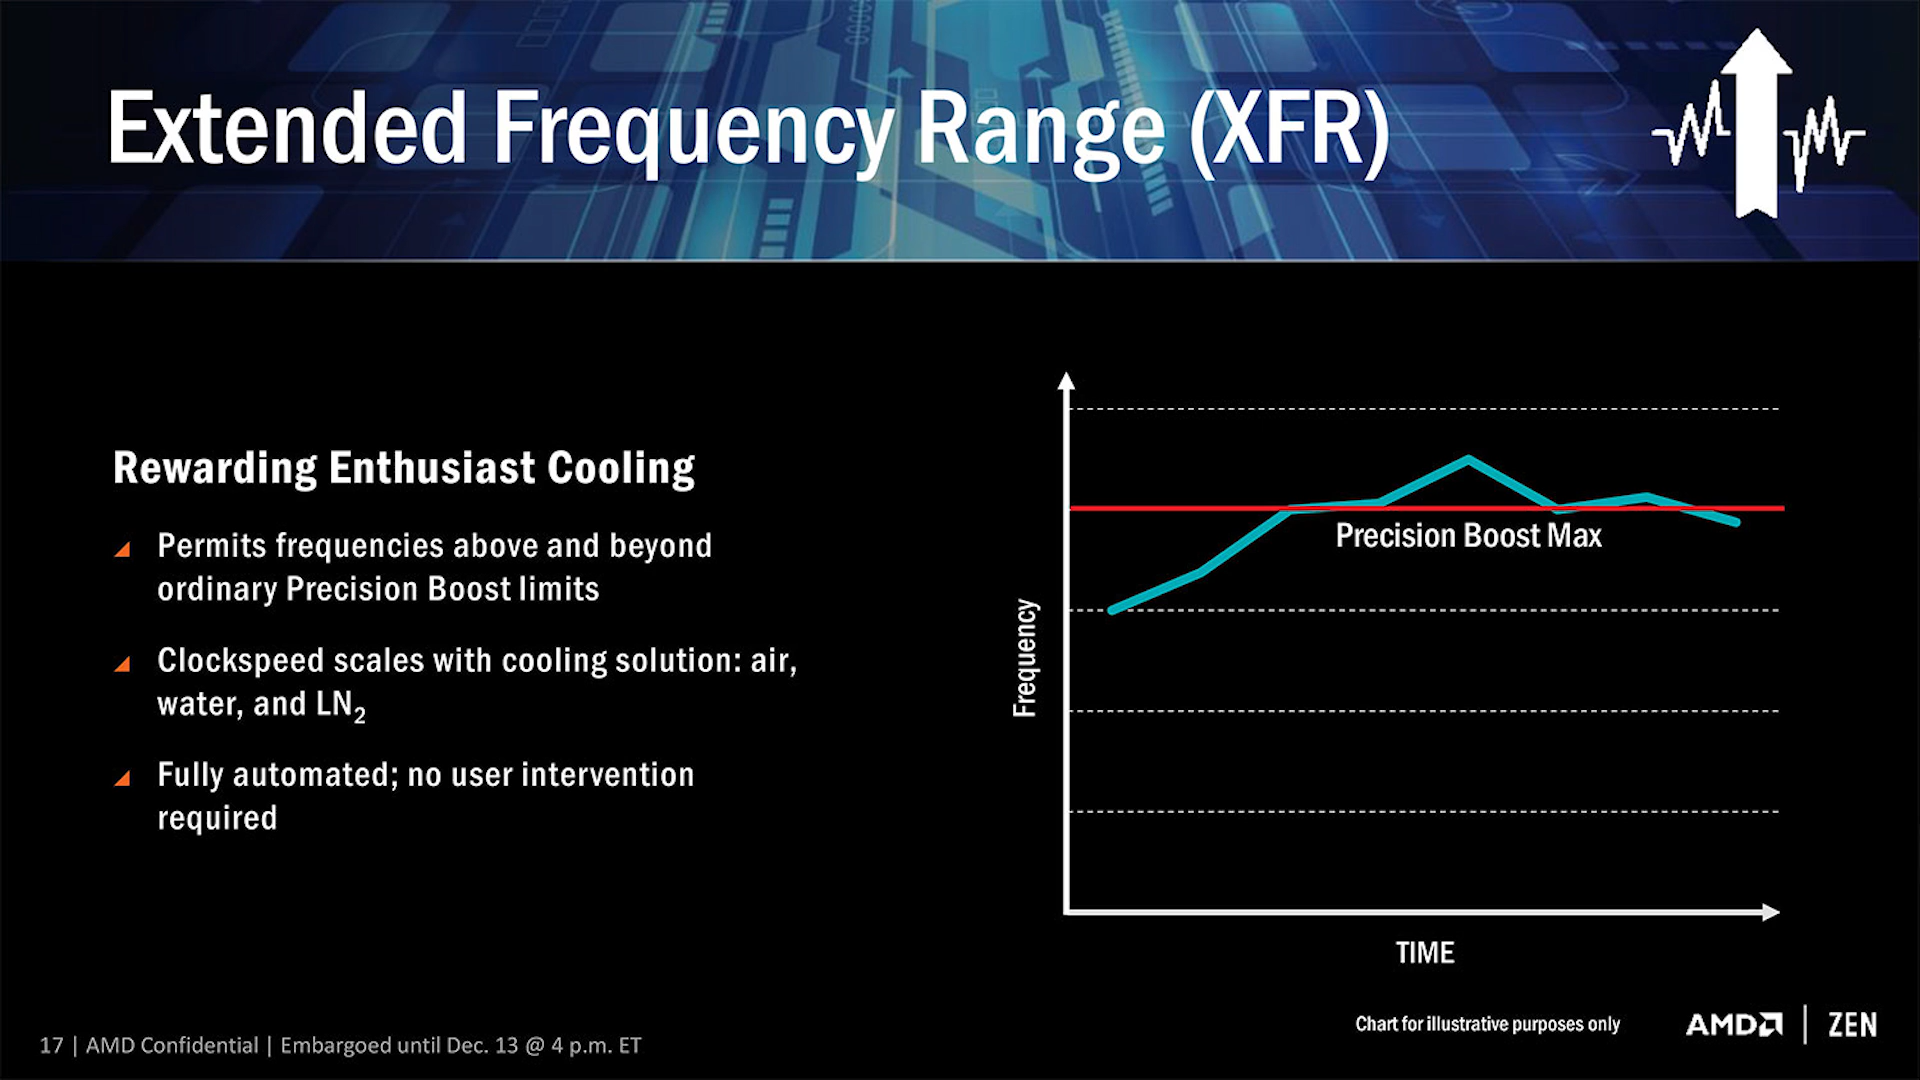 Extended Frequency Range (XFR)
Rewarding Enthusiast Cooling
Permits frequencies above and beyond
ordinary Precision Boost limits
Clockspeed scales with cooling solution: air,
water, and LN₂
Fully automated; no user intervention
required
Frequency
Precision Boost Max
TIME
Chart for illustrative purposes only
AMD | ZEN
17 | AMD Confidential | Embargoed until Dec. 13 @ 4 p.m. ET